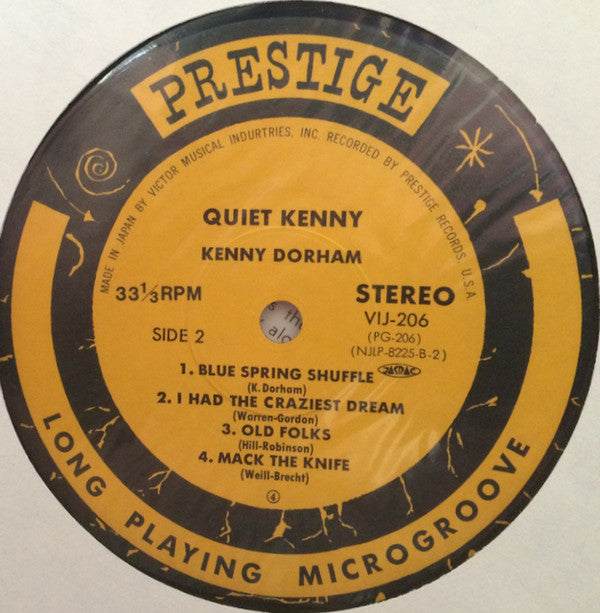 PRESTIGE
MADE IN JAPAN BY VICTOR MUSICAL INDURTRIES, INC. RECORDED BY PRESTIGE RECORDS, U.S.A.
QUIET KENNY
KENNY DORHAM
33⅓RPM
STEREO
VIJ-206
(PG-206)
(NJLP-8225-B-2)
SIDE 2
JASRAC
1. BLUE SPRING SHUFFLE
(K.Dorham)
2. I HAD THE CRAZIEST DREAM
(Warren-Gordon)
3. OLD FOLKS
(Hill-Robinson)
4. MACK THE KNIFE
(Weill-Brecht)
④
LONG PLAYING MICROGROOVE